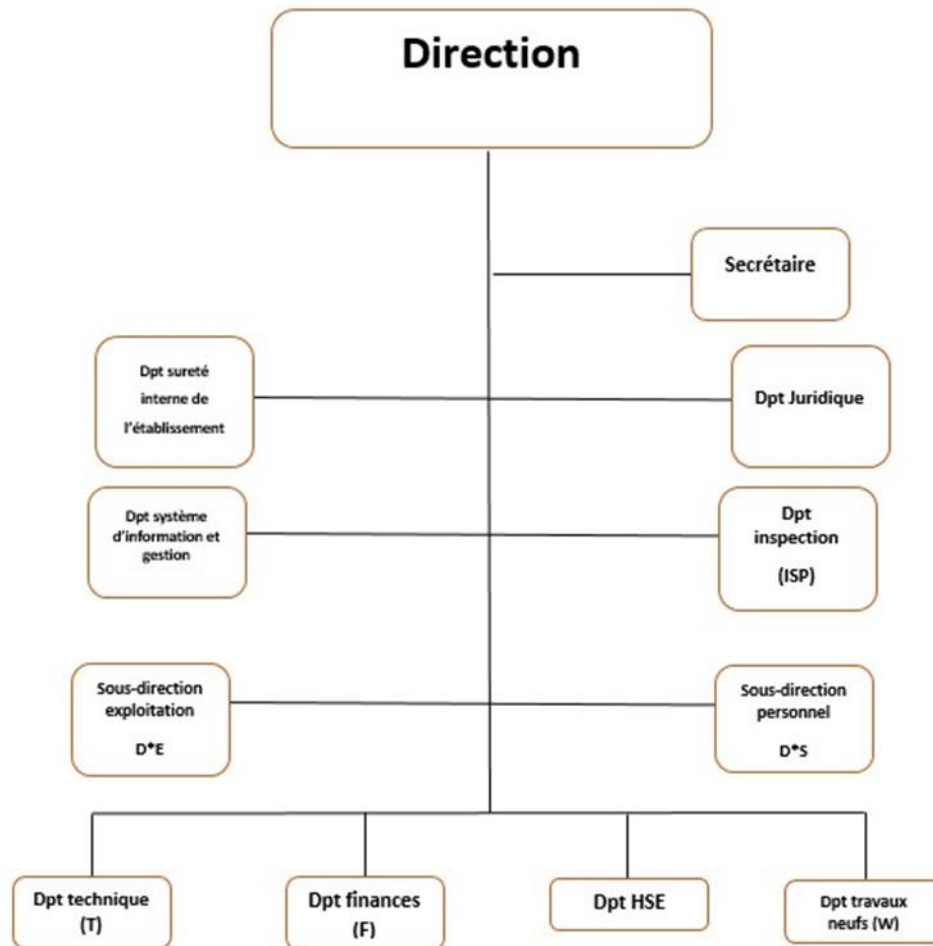 Direction
Secrétaire
Dpt sureté
interne de
l'établissement
Dpt Juridique
Dpt système
d'information et
gestion
Dpt
inspection
(ISP)
Sous-direction
exploitation
D*E
Sous-direction
personnel
D*S
Dpt technique
(T)
Dpt finances
(F)
Dpt HSE
Dpt travaux
neufs (W)